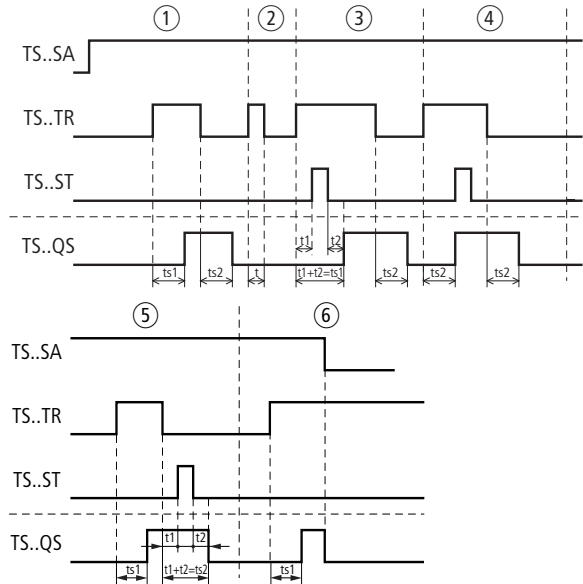 ① ② ③ ④
TS..SA
TS..TR
TS..ST
TS..QS
t1 t2
ts1 ts2 t t1+t2=ts1 ts2 ts2 ts2
⑤ ⑥
TS..SA
TS..TR
TS..ST
TS..QS
t1 t2
ts1 t1+t2=ts2 ts1